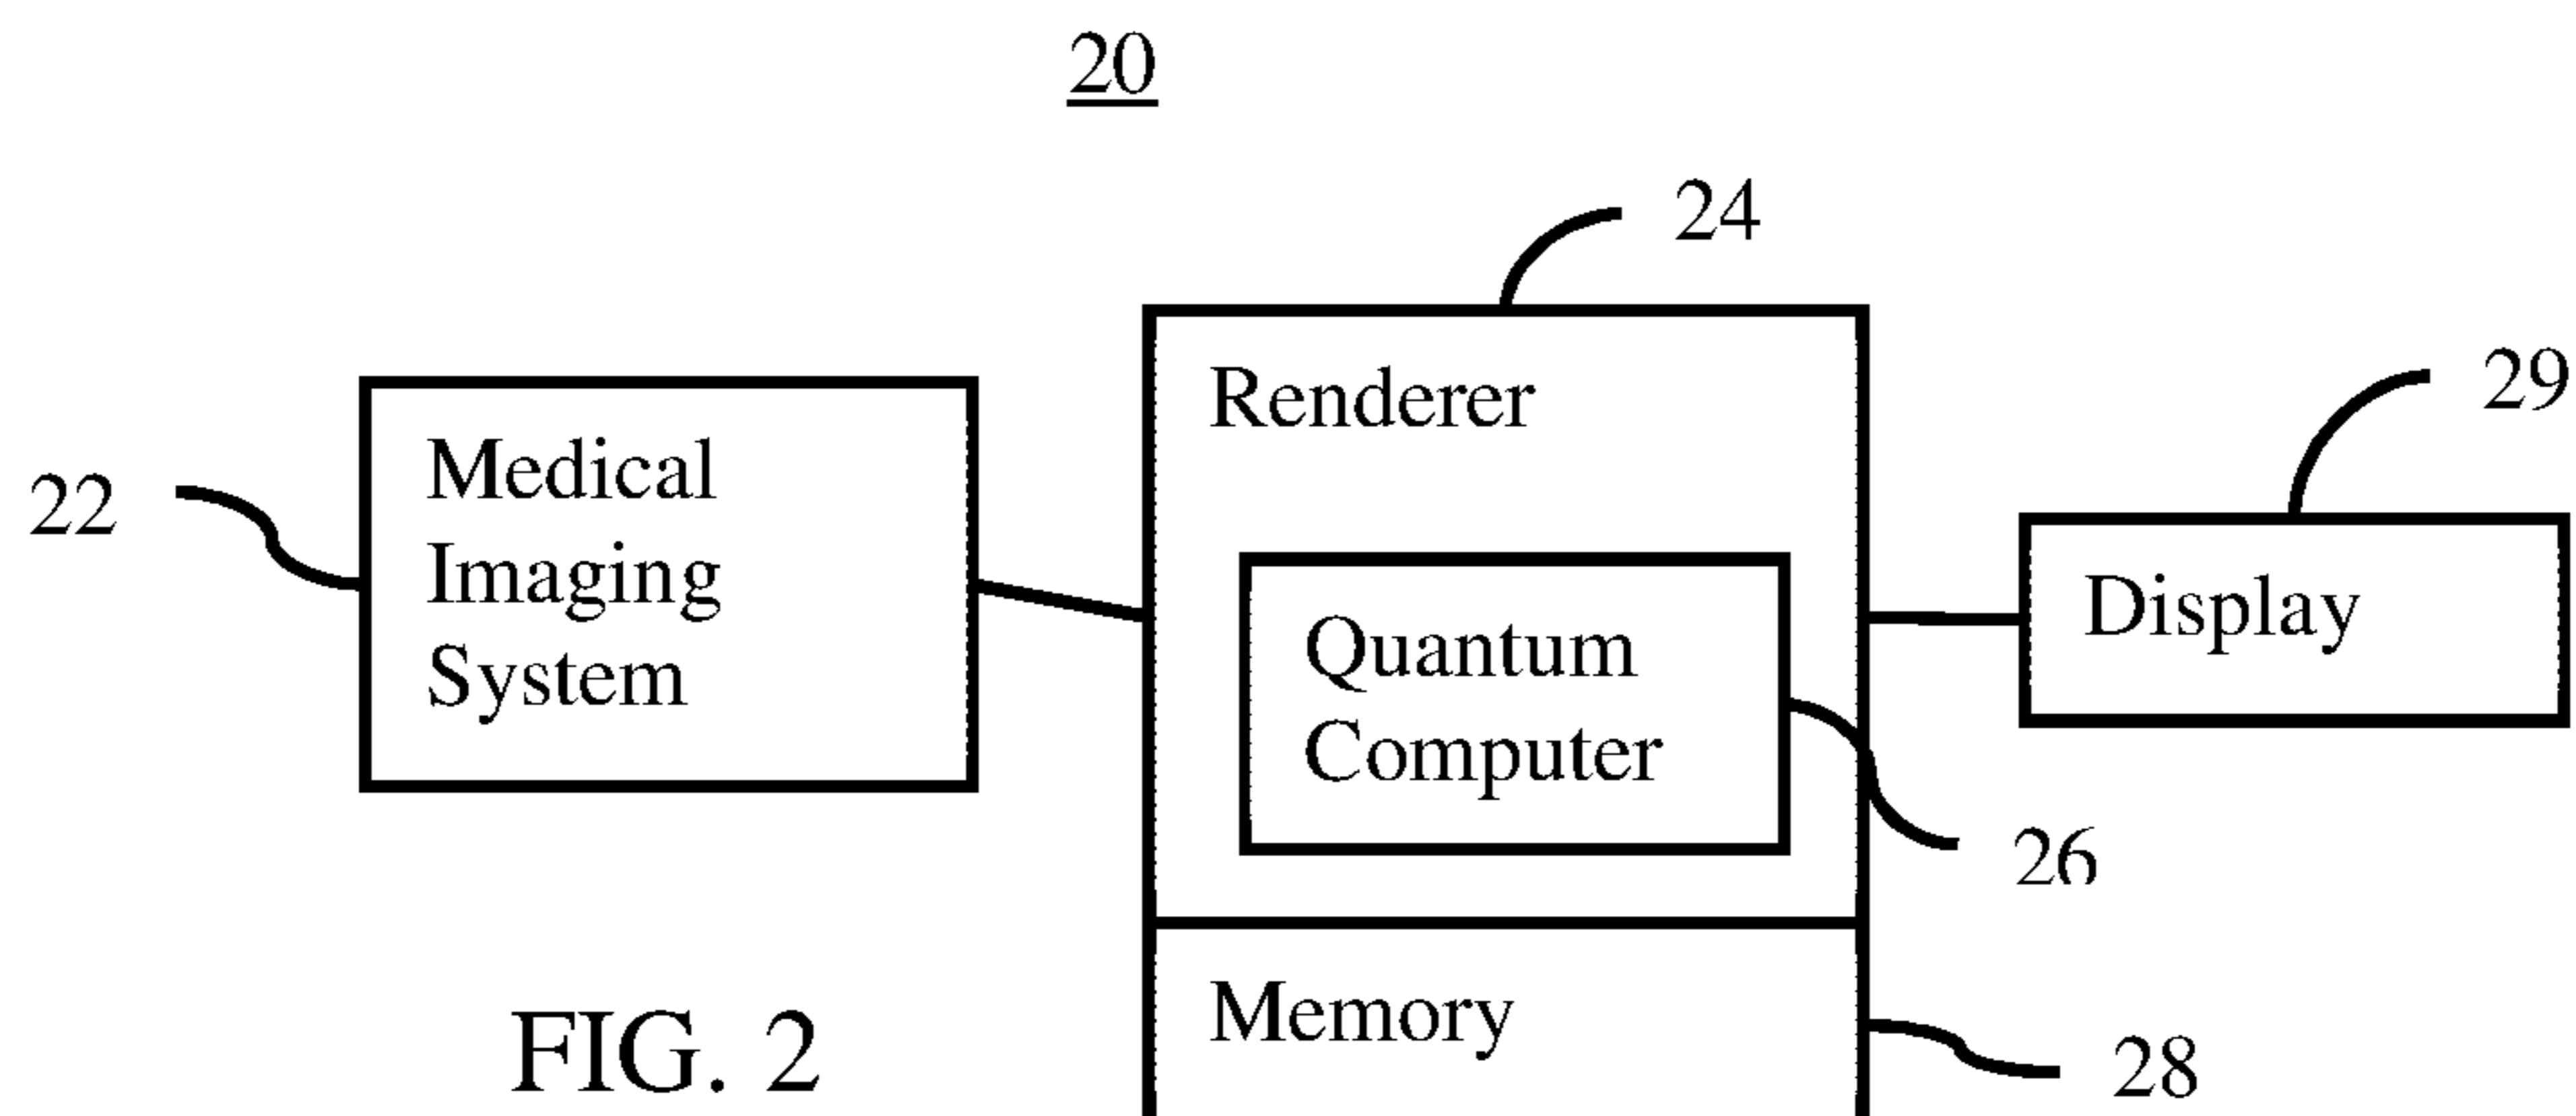 20
24
Renderer
29
Medical
Imaging
System
22
Quantum
Computer
Display
26
Memory
FIG. 2
28